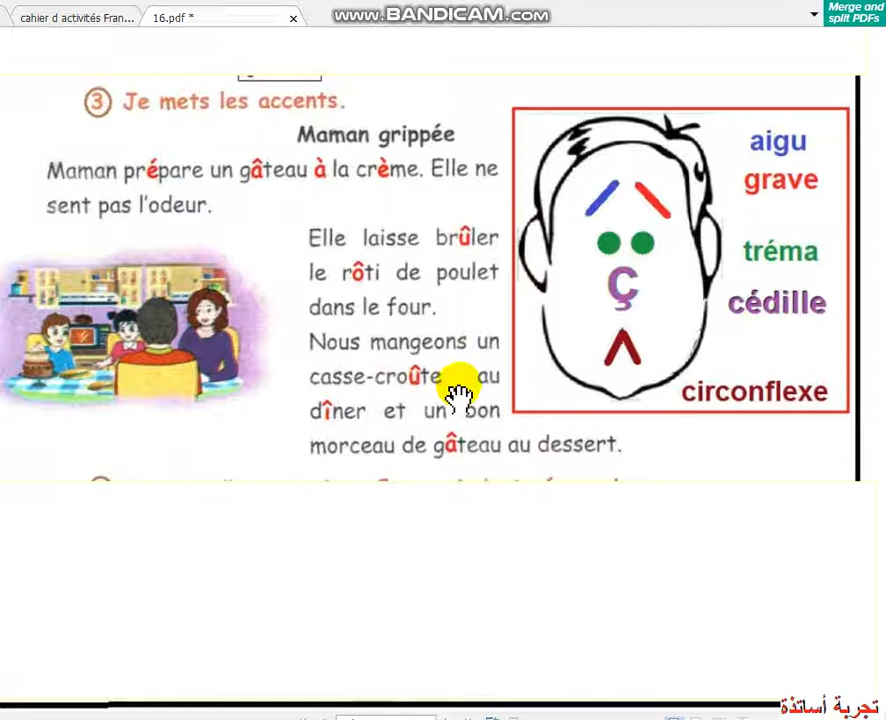 cahier d activités Fran...
16.pdf *
x
www.BANDICAM.com
Merge and
split PDFs
3 Je mets les accents.
Maman grippée
Maman prépare un gâteau à la crème. Elle ne
sent pas l'odeur.
Elle laisse brûler
le rôti de poulet
dans le four.
Nous mangeons un
casse-croûte au
dîner et un bon
morceau de gâteau au dessert.
aigu
grave
tréma
ç
cédille
circonflexe
تجربة أساتذة